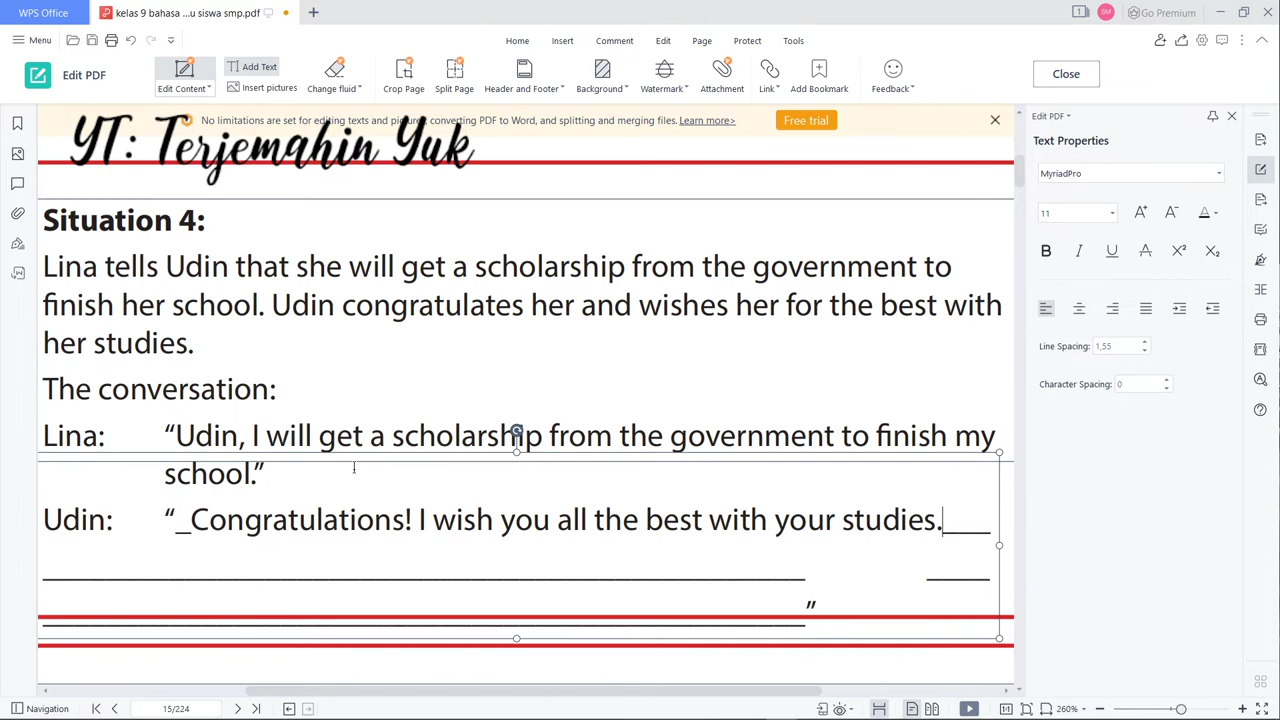 WPS Office
kelas 9 bahasa ...u siswa smp.pdf
1
SM
Go Premium
Menu
Home Insert Comment Edit Page Protect Tools
Edit PDF
Edit Content
Add Text
Insert pictures
Change fluid
Crop Page
Split Page
Header and Footer
Background
Watermark
Attachment
Link
Add Bookmark
Feedback
Close
No limitations are set for editing texts and pictures, converting PDF to Word, and splitting and merging files. Learn more>
Free trial
YT: Terjemahin Yuk
Situation 4:
Lina tells Udin that she will get a scholarship from the government to
finish her school. Udin congratulates her and wishes her for the best with
her studies.
The conversation:
Lina: “Udin, I will get a scholarship from the government to finish my
school.”
Udin: “_Congratulations! I wish you all the best with your studies.___
”
Edit PDF
Text Properties
MyriadPro
11
Line Spacing: 1,55
Character Spacing: 0
Navigation
15/224
260%